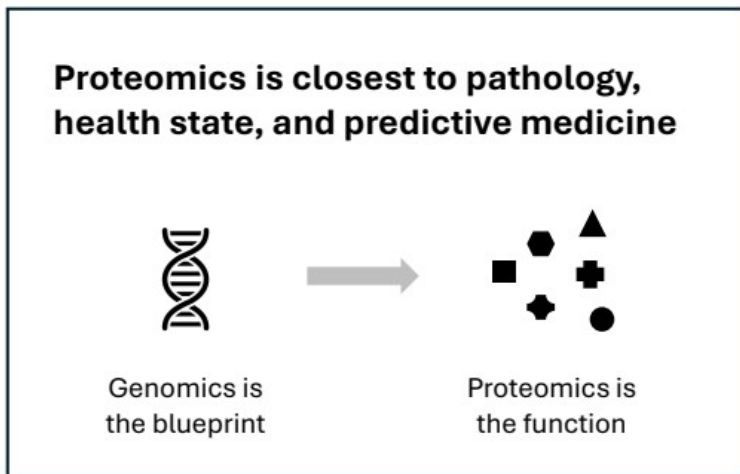 Proteomics is closest to pathology,
health state, and predictive medicine
Genomics is
the blueprint
Proteomics is
the function